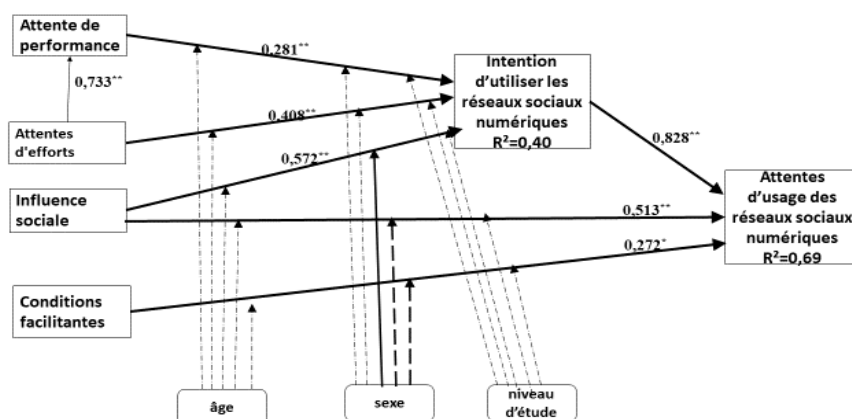 Attente de
performance
0,281**
0,733**
Intention
d'utiliser les
réseaux sociaux
numériques
R²=0,40
Attentes
d'efforts
0,408**
0,828**
0,572**
Influence
sociale
Attentes
d'usage des
réseaux sociaux
numériques
R²=0,69
0,513**
0,272*
Conditions
facilitantes
âge
sexe
niveau
d'étude